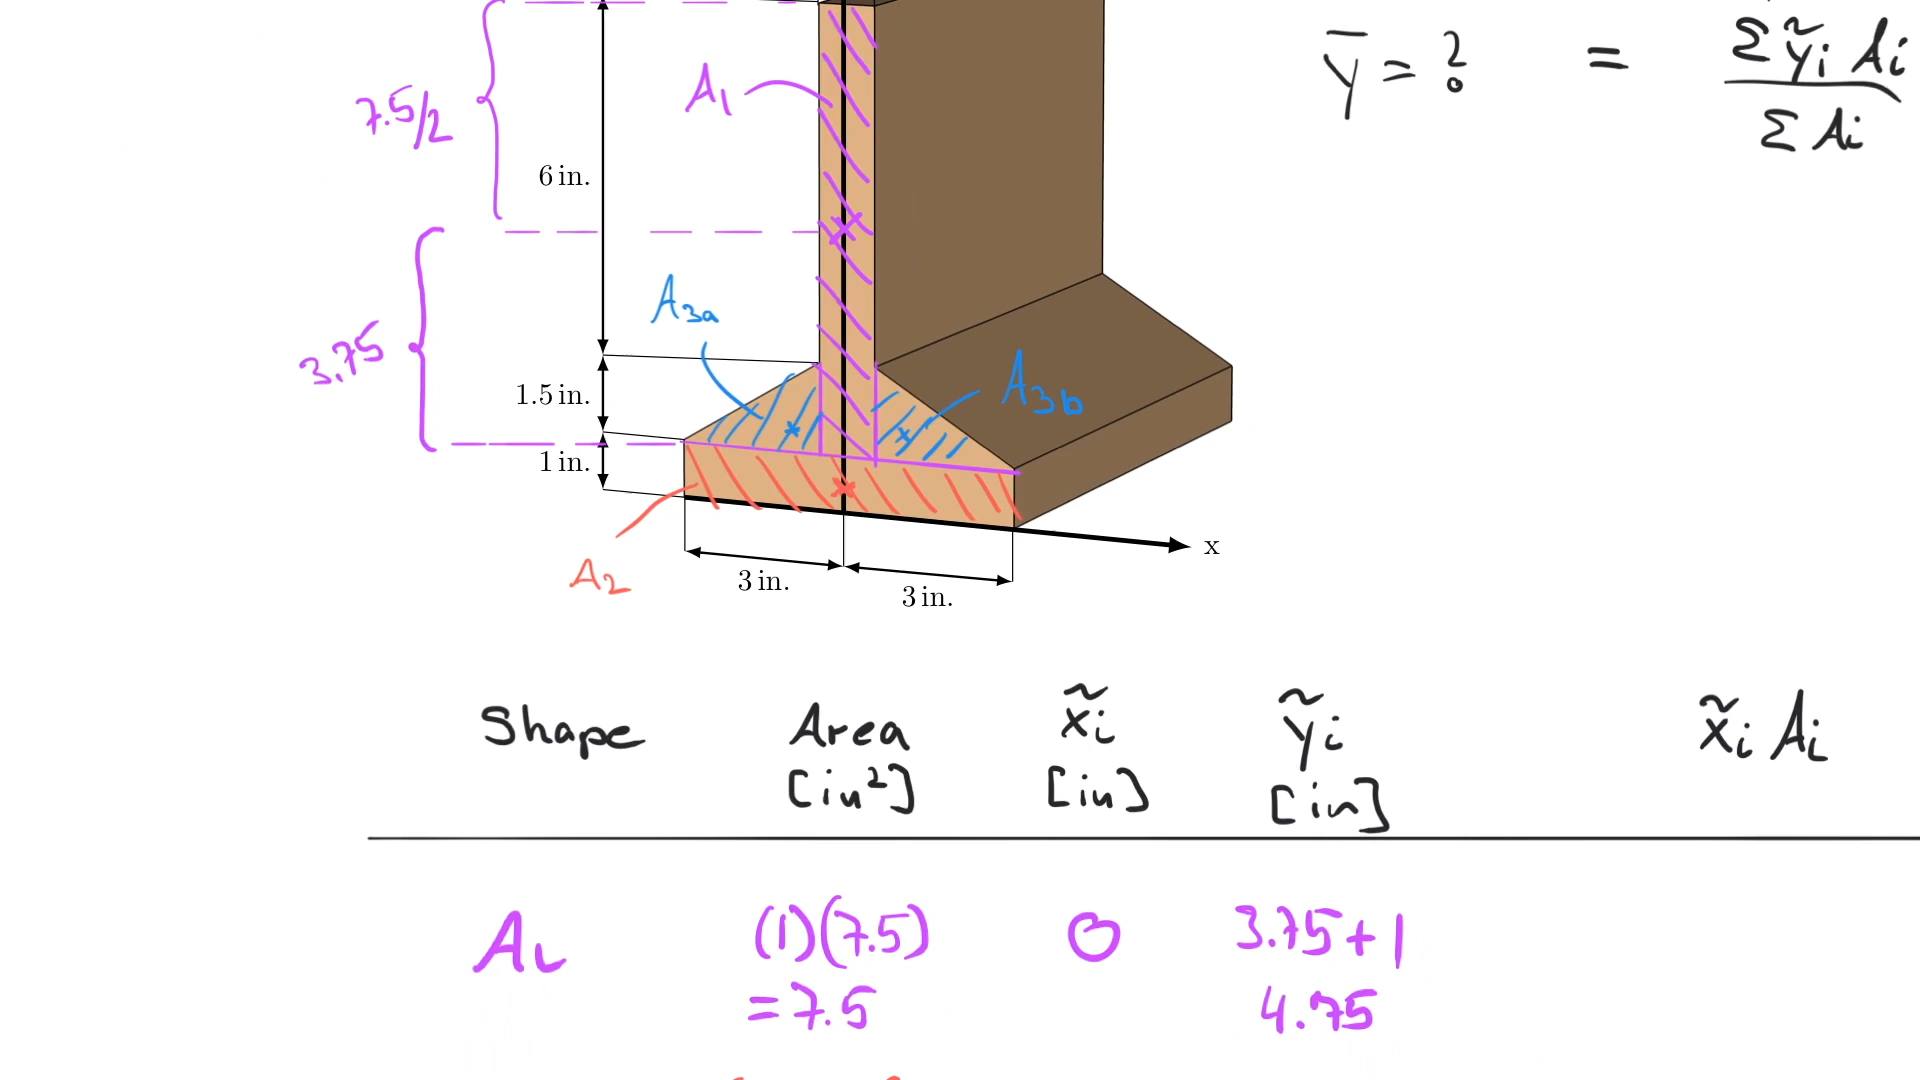 7.5/2
6 in.
A1
ȳ = ? = Σ ỹi Ai
Σ Ai
3.75
A3a
1.5 in.
A3b
1 in.
x
A2
3 in.
3 in.
Shape Area x̃i ỹi x̃i Ai
[in²] [in] [in]
A1 (1)(7.5) 0 3.75+1
=7.5 4.75